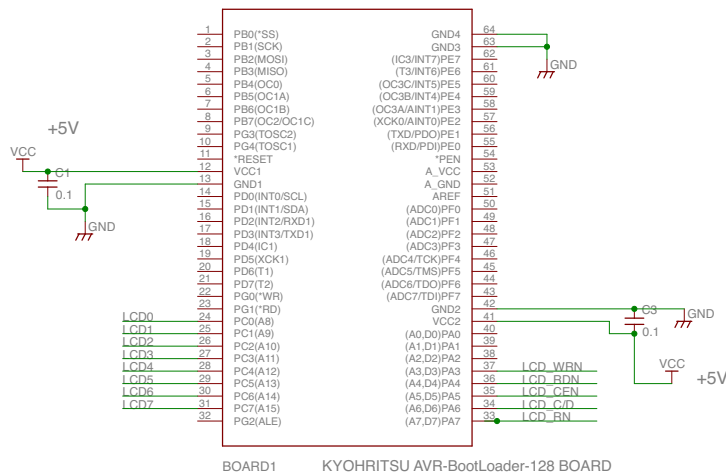 1 PB0(*SS) GND4 64
2 PB1(SCK) GND3 63
3 PB2(MOSI) (IC3/INT7)PE7 62
4 PB3(MISO) (T3/INT6)PE6 61
5 PB4(OC0) (OC3C/INT5)PE5 60
6 PB5(OC1A) (OC3B/INT4)PE4 59
7 PB6(OC1B) (OC3A/AINT1)PE3 58
8 PB7(OC2/OC1C) (XCK0/AINT0)PE2 57
9 PG3(TOSC2) (TXD/PDO)PE1 56
10 PG4(TOSC1) (RXD/PDI)PE0 55
11 *RESET *PEN 54
12 VCC1 A_VCC 53
13 GND1 A_GND 52
14 PD0(INT0/SCL) AREF 51
15 PD1(INT1/SDA) (ADC0)PF0 50
16 PD2(INT2/RXD1) (ADC1)PF1 49
17 PD3(INT3/TXD1) (ADC2)PF2 48
18 PD4(IC1) (ADC3)PF3 47
19 PD5(XCK1) (ADC4/TCK)PF4 46
20 PD6(T1) (ADC5/TMS)PF5 45
21 PD7(T2) (ADC6/TDO)PF6 44
22 PG0(*WR) (ADC7/TDI)PF7 43
23 PG1(*RD) GND2 42
LCD0 24 PC0(A8) VCC2 41
LCD1 25 PC1(A9) (A0,D0)PA0 40
LCD2 26 PC2(A10) (A1,D1)PA1 39
LCD3 27 PC3(A11) (A2,D2)PA2 38
LCD4 28 PC4(A12) (A3,D3)PA3 37 LCD_WRN
LCD5 29 PC5(A13) (A4,D4)PA4 36 LCD_RDN
LCD6 30 PC6(A14) (A5,D5)PA5 35 LCD_CEN
LCD7 31 PC7(A15) (A6,D6)PA6 34 LCD_C/D
32 PG2(ALE) (A7,D7)PA7 33 LCD_RN
GND
+5V
VCC
C1
0.1
GND
C3
0.1
GND
VCC
+5V
BOARD1 KYOHRITSU AVR-BootLoader-128 BOARD